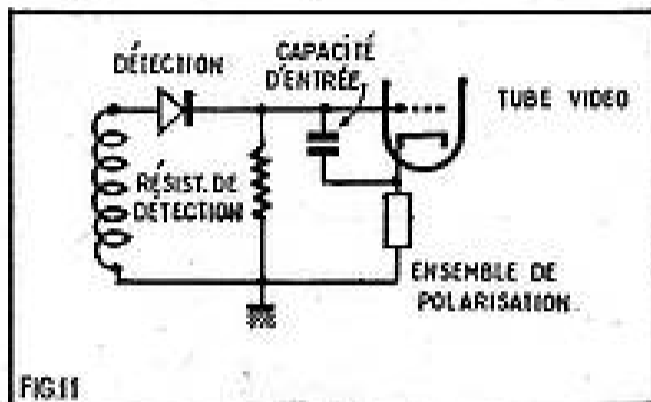 DÉTECTION
CAPACITÉ
D'ENTRÉE
TUBE VIDEO
RÉSIST. DE
DÉTECTION
ENSEMBLE DE
POLARISATION.
FIG.11